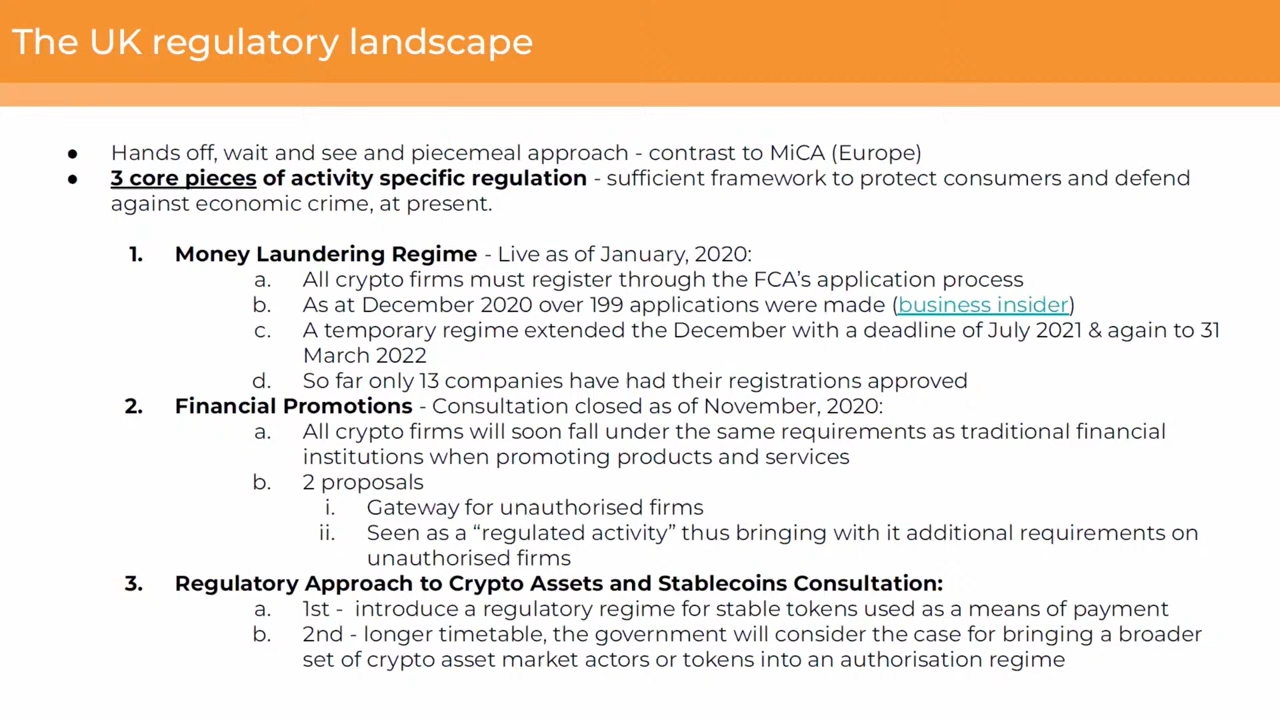 The UK regulatory landscape
● Hands off, wait and see and piecemeal approach - contrast to MiCA (Europe)
● 3 core pieces of activity specific regulation - sufficient framework to protect consumers and defend
against economic crime, at present.
1. Money Laundering Regime - Live as of January, 2020:
a. All crypto firms must register through the FCA's application process
b. As at December 2020 over 199 applications were made (business insider)
c. A temporary regime extended the December with a deadline of July 2021 & again to 31
March 2022
d. So far only 13 companies have had their registrations approved
2. Financial Promotions - Consultation closed as of November, 2020:
a. All crypto firms will soon fall under the same requirements as traditional financial
institutions when promoting products and services
b. 2 proposals
i. Gateway for unauthorised firms
ii. Seen as a “regulated activity” thus bringing with it additional requirements on
unauthorised firms
3. Regulatory Approach to Crypto Assets and Stablecoins Consultation:
a. 1st - introduce a regulatory regime for stable tokens used as a means of payment
b. 2nd - longer timetable, the government will consider the case for bringing a broader
set of crypto asset market actors or tokens into an authorisation regime